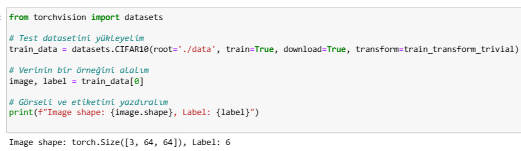 from torchvision import datasets
# Test datasetini yükleyelim
train_data = datasets.CIFAR10(root='./data', train=True, download=True, transform=train_transform_trivial)
# Verinin bir örneğini alalım
image, label = train_data[0]
# Görseli ve etiketini yazdıralım
print(f"Image shape: {image.shape}, Label: {label}")
Image shape: torch.Size([3, 64, 64]), Label: 6